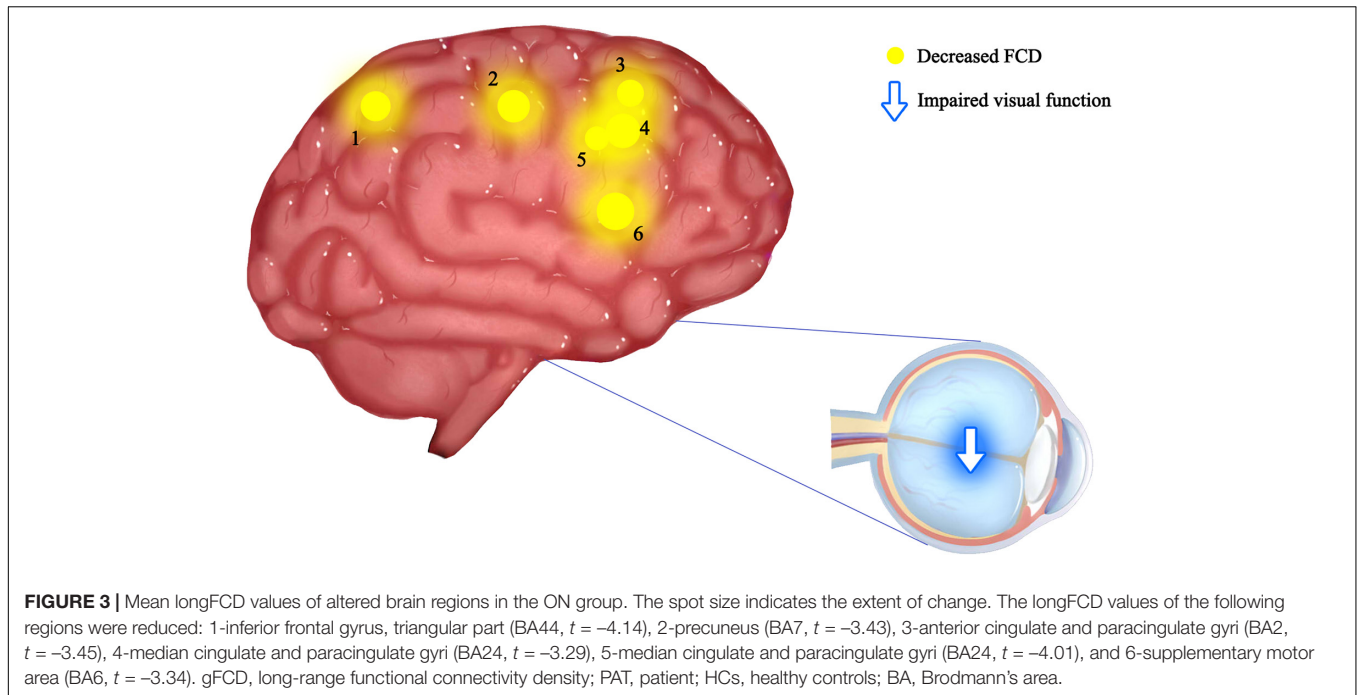 Decreased FCD
Impaired visual function
1
2
3
4
5
6
FIGURE 3 | Mean longFCD values of altered brain regions in the ON group. The spot size indicates the extent of change. The longFCD values of the following
regions were reduced: 1-inferior frontal gyrus, triangular part (BA44, t = –4.14), 2-precuneus (BA7, t = –3.43), 3-anterior cingulate and paracingulate gyri (BA2,
t = –3.45), 4-median cingulate and paracingulate gyri (BA24, t = –3.29), 5-median cingulate and paracingulate gyri (BA24, t = –4.01), and 6-supplementary motor
area (BA6, t = –3.34). gFCD, long-range functional connectivity density; PAT, patient; HCs, healthy controls; BA, Brodmann's area.